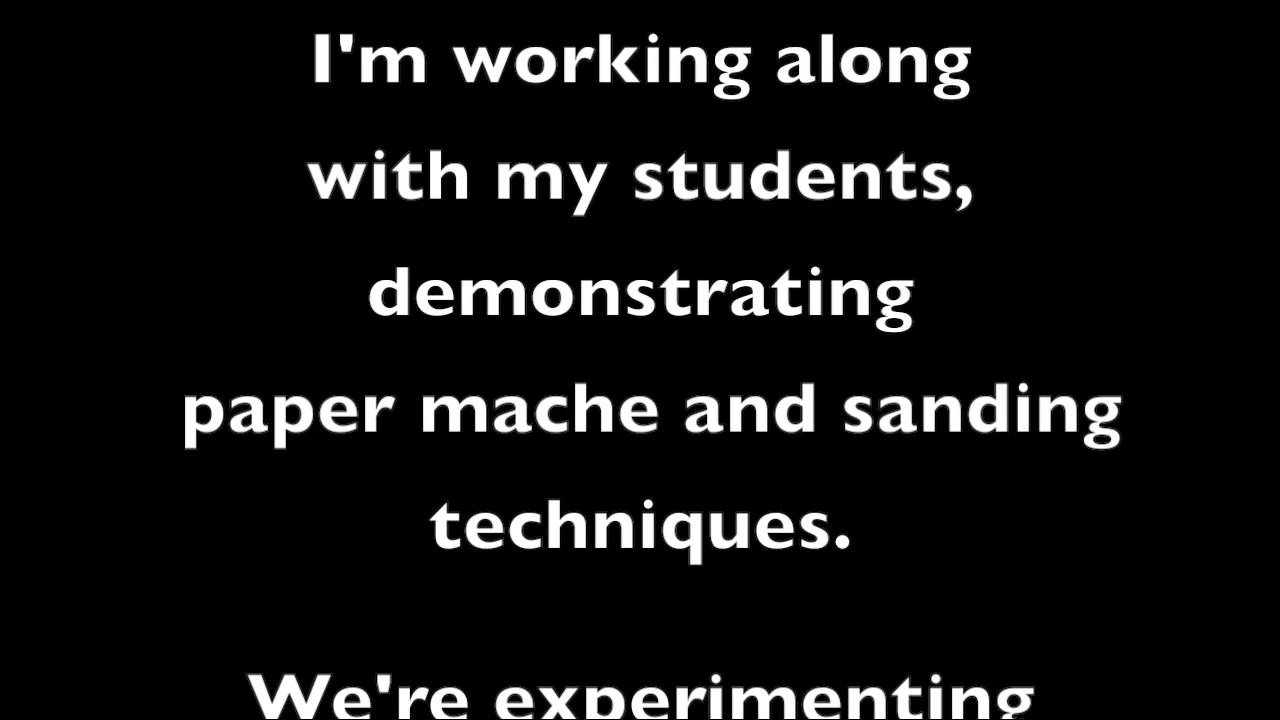 I'm working along
with my students,
demonstrating
paper mache and sanding
techniques.
We're experimenting